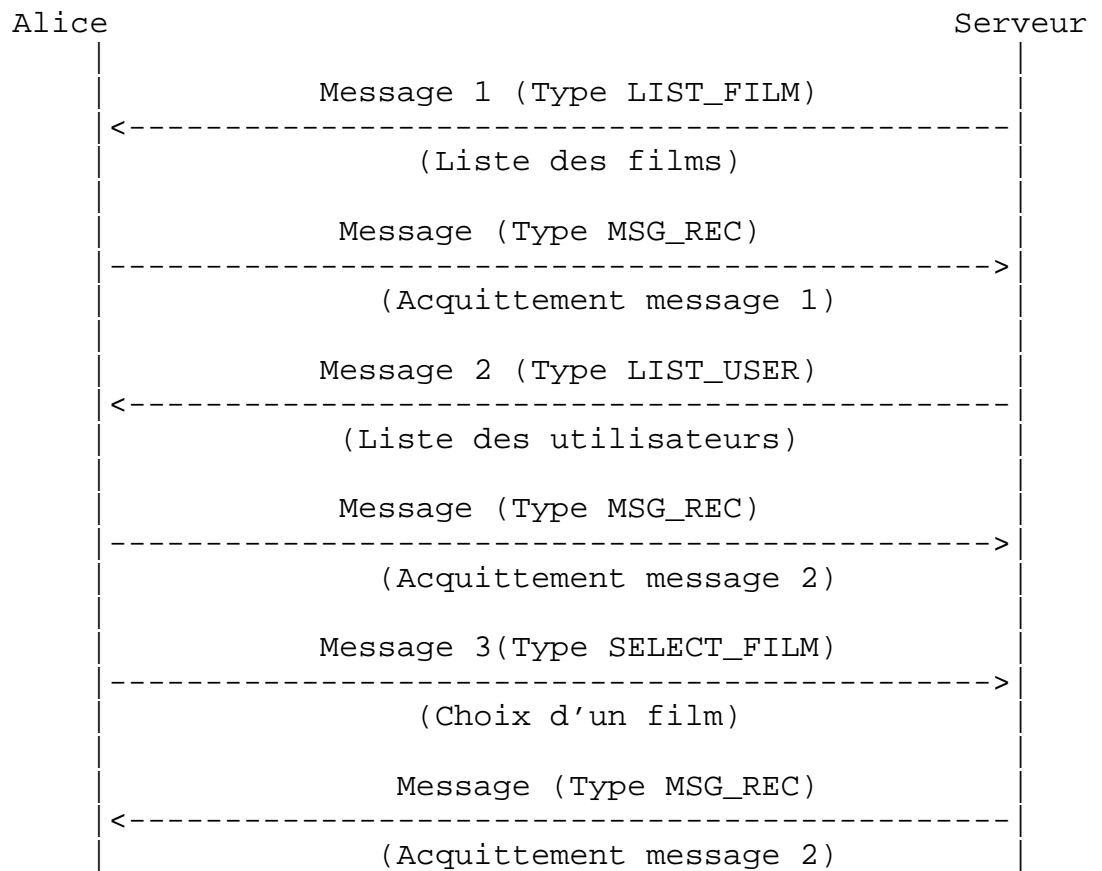 Alice Serveur
Message 1 (Type LIST_FILM)
(Liste des films)
Message (Type MSG_REC)
(Acquittement message 1)
Message 2 (Type LIST_USER)
(Liste des utilisateurs)
Message (Type MSG_REC)
(Acquittement message 2)
Message 3(Type SELECT_FILM)
(Choix d’un film)
Message (Type MSG_REC)
(Acquittement message 2)